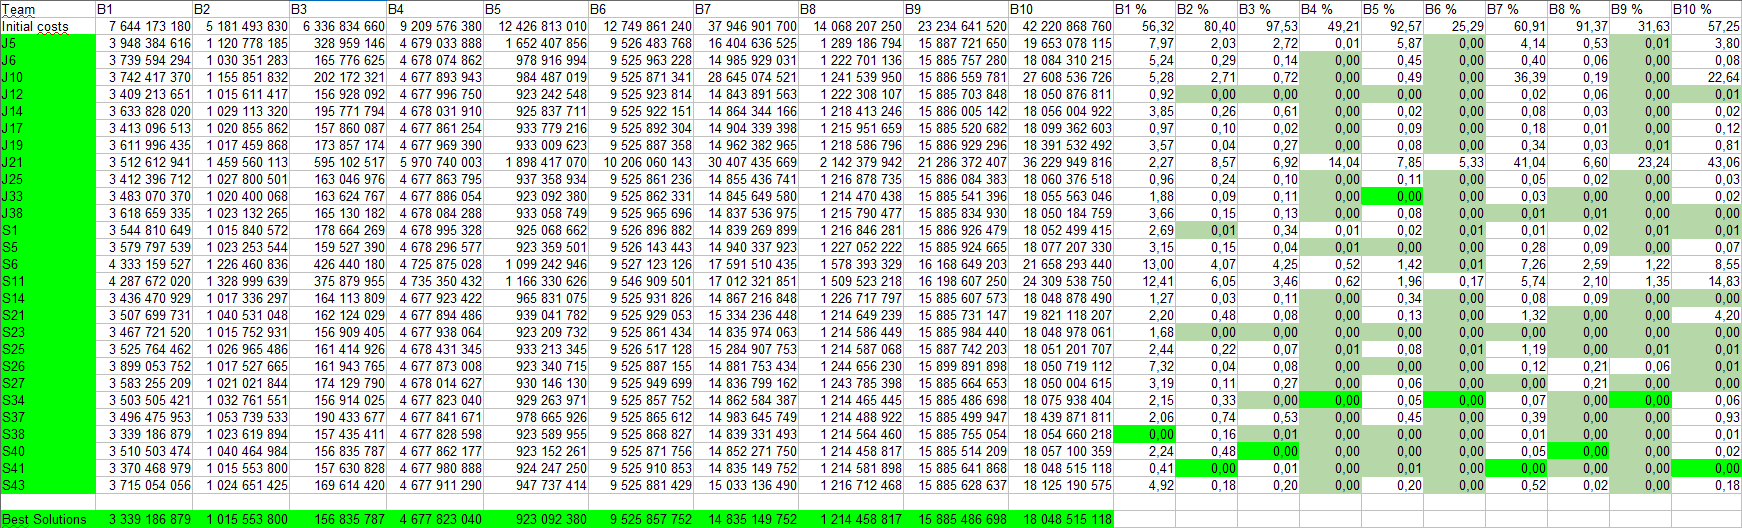 Team B1 B2 B3 B4 B5 B6 B7 B8 B9 B10 B1 % B2 % B3 % B4 % B5 % B6 % B7 % B8 % B9 % B10 %
Initial costs 7 644 173 180 5 181 493 830 6 336 834 660 9 209 576 380 12 426 813 010 12 749 861 240 37 946 901 700 14 068 207 250 23 234 641 520 42 220 868 760 56,32 80,40 97,53 49,21 92,57 25,29 60,91 91,37 31,63 57,25
J5 3 948 384 616 1 120 778 185 328 959 146 4 679 033 888 1 652 407 856 9 526 483 768 16 404 636 525 1 289 186 794 15 887 721 650 19 653 078 115 7,97 2,03 2,72 0,01 5,87 0,00 4,14 0,53 0,01 3,80
J6 3 739 594 294 1 030 351 283 165 776 625 4 678 074 862 978 916 994 9 525 963 228 14 985 929 031 1 222 701 136 15 885 757 280 18 084 310 215 5,24 0,29 0,14 0,00 0,45 0,00 0,40 0,06 0,00 0,08
J10 3 742 417 370 1 155 851 832 202 172 321 4 677 893 943 984 487 019 9 525 871 341 28 645 074 521 1 241 539 950 15 886 559 781 27 608 536 726 5,28 2,71 0,72 0,00 0,49 0,00 36,39 0,19 0,00 22,64
J12 3 409 213 651 1 015 611 417 156 928 092 4 677 996 750 923 242 548 9 525 923 814 14 843 891 563 1 222 308 107 15 885 703 848 18 050 876 811 0,92 0,00 0,00 0,00 0,00 0,00 0,02 0,06 0,00 0,01
J14 3 633 828 020 1 029 113 320 195 771 794 4 678 031 910 925 837 711 9 525 922 151 14 864 344 166 1 218 413 246 15 886 005 142 18 056 004 922 3,85 0,26 0,61 0,00 0,02 0,00 0,08 0,03 0,00 0,02
J17 3 413 096 513 1 020 855 862 157 860 087 4 677 861 254 933 779 216 9 525 892 304 14 904 339 398 1 215 951 659 15 885 520 682 18 099 362 603 0,97 0,10 0,02 0,00 0,09 0,00 0,18 0,01 0,00 0,12
J19 3 611 996 435 1 017 459 868 173 857 174 4 677 969 390 933 009 623 9 525 887 358 14 962 382 965 1 218 586 796 15 886 929 296 18 391 532 492 3,57 0,04 0,27 0,00 0,08 0,00 0,34 0,03 0,00 0,81
J21 3 512 612 941 1 459 560 113 595 102 517 5 970 740 003 1 898 417 070 10 206 060 143 30 407 435 669 2 142 379 942 21 286 372 407 36 229 949 816 2,27 8,57 6,92 14,04 7,85 5,33 41,04 6,60 23,24 43,06
J25 3 412 396 712 1 027 800 501 163 046 976 4 677 863 795 937 358 934 9 525 861 236 14 855 436 741 1 216 878 735 15 886 084 383 18 060 376 518 0,96 0,24 0,10 0,00 0,11 0,00 0,05 0,02 0,00 0,03
J33 3 483 070 370 1 020 400 068 163 624 767 4 677 886 054 923 092 380 9 525 862 331 14 845 649 580 1 214 470 438 15 885 541 396 18 055 563 046 1,88 0,09 0,11 0,00 0,00 0,00 0,03 0,00 0,00 0,02
J38 3 618 659 335 1 023 132 265 165 130 182 4 678 084 288 933 058 749 9 525 965 696 14 837 536 975 1 215 790 477 15 885 834 930 18 050 184 759 3,66 0,15 0,13 0,00 0,08 0,00 0,01 0,01 0,00 0,00
S1 3 544 810 649 1 015 840 572 178 664 269 4 678 995 328 925 068 662 9 526 896 882 14 839 269 899 1 216 846 281 15 886 926 479 18 052 499 415 2,69 0,01 0,34 0,01 0,02 0,00 0,01 0,02 0,00 0,01
S5 3 579 797 539 1 023 253 544 159 527 390 4 678 296 577 923 359 501 9 526 143 443 14 940 337 923 1 227 052 222 15 885 924 665 18 077 207 330 3,15 0,15 0,04 0,01 0,00 0,00 0,28 0,09 0,00 0,07
S6 4 333 159 527 1 226 460 836 426 440 180 4 725 875 028 1 099 242 946 9 527 123 126 17 591 510 435 1 578 393 329 16 168 649 203 21 658 293 440 13,00 4,07 4,25 0,52 1,42 0,01 7,26 2,59 1,22 8,55
S11 4 287 672 020 1 328 999 639 375 879 955 4 735 350 432 1 166 330 626 9 546 909 501 17 012 321 851 1 509 523 218 16 198 607 250 24 309 538 750 12,41 6,05 3,46 0,62 1,96 0,17 5,74 2,10 1,35 14,83
S14 3 436 470 929 1 017 336 297 164 113 809 4 677 923 422 965 831 075 9 525 931 826 14 867 216 848 1 226 717 797 15 885 607 573 18 048 878 490 1,27 0,03 0,11 0,00 0,34 0,00 0,08 0,09 0,00 0,00
S21 3 507 699 731 1 040 531 048 162 124 029 4 677 894 486 939 041 782 9 525 929 053 15 334 236 448 1 214 649 239 15 885 731 147 19 821 118 207 2,20 0,48 0,08 0,00 0,13 0,00 1,32 0,00 0,00 4,20
S23 3 467 721 520 1 015 752 931 156 909 405 4 677 938 064 923 209 732 9 525 861 434 14 835 974 063 1 214 586 449 15 885 984 440 18 048 978 061 1,68 0,00 0,00 0,00 0,00 0,00 0,00 0,00 0,00 0,00
S25 3 525 764 462 1 026 965 486 161 414 926 4 678 431 345 933 213 345 9 526 517 128 15 284 907 753 1 214 587 068 15 887 742 203 18 051 201 707 2,44 0,22 0,07 0,01 0,08 0,01 1,19 0,00 0,01 0,01
S26 3 899 053 752 1 017 527 665 161 943 765 4 677 873 008 923 340 715 9 525 887 155 14 881 753 434 1 244 656 230 15 899 891 898 18 050 719 112 7,32 0,04 0,08 0,00 0,00 0,00 0,12 0,21 0,06 0,01
S27 3 583 255 209 1 021 021 844 174 129 790 4 678 014 627 930 146 130 9 525 949 699 14 836 799 162 1 243 785 398 15 885 664 653 18 050 004 615 3,19 0,11 0,27 0,00 0,06 0,00 0,00 0,21 0,00 0,00
S34 3 503 505 421 1 032 761 551 156 914 025 4 677 823 040 929 263 971 9 525 857 752 14 862 584 387 1 214 465 445 15 885 486 698 18 075 938 404 2,15 0,33 0,00 0,00 0,05 0,00 0,07 0,00 0,00 0,06
S37 3 496 475 953 1 053 739 533 190 433 677 4 677 841 671 978 665 926 9 525 865 612 14 983 645 749 1 214 488 922 15 885 499 947 18 439 871 811 2,06 0,74 0,53 0,00 0,45 0,00 0,39 0,00 0,00 0,93
S38 3 339 186 879 1 023 619 894 157 435 411 4 677 828 598 923 589 955 9 525 868 827 14 839 331 493 1 214 564 460 15 885 755 054 18 054 660 218 0,00 0,16 0,01 0,00 0,00 0,00 0,01 0,00 0,00 0,01
S40 3 510 503 474 1 040 464 984 156 835 787 4 677 862 177 923 152 261 9 525 871 756 14 852 271 750 1 214 458 817 15 885 514 209 18 057 100 359 2,24 0,48 0,00 0,00 0,00 0,00 0,05 0,00 0,00 0,02
S41 3 370 468 979 1 015 553 800 157 630 828 4 677 980 888 924 247 250 9 525 910 853 14 835 149 752 1 214 581 898 15 885 641 868 18 048 515 118 0,41 0,00 0,01 0,00 0,01 0,00 0,00 0,00 0,00 0,00
S43 3 715 054 056 1 024 651 425 169 614 420 4 677 911 290 947 737 414 9 525 881 429 15 033 136 490 1 216 712 468 15 885 628 637 18 125 190 575 4,92 0,18 0,20 0,00 0,20 0,00 0,52 0,02 0,00 0,18
Best Solutions 3 339 186 879 1 015 553 800 156 835 787 4 677 823 040 923 092 380 9 525 857 752 14 835 149 752 1 214 458 817 15 885 486 698 18 048 515 118